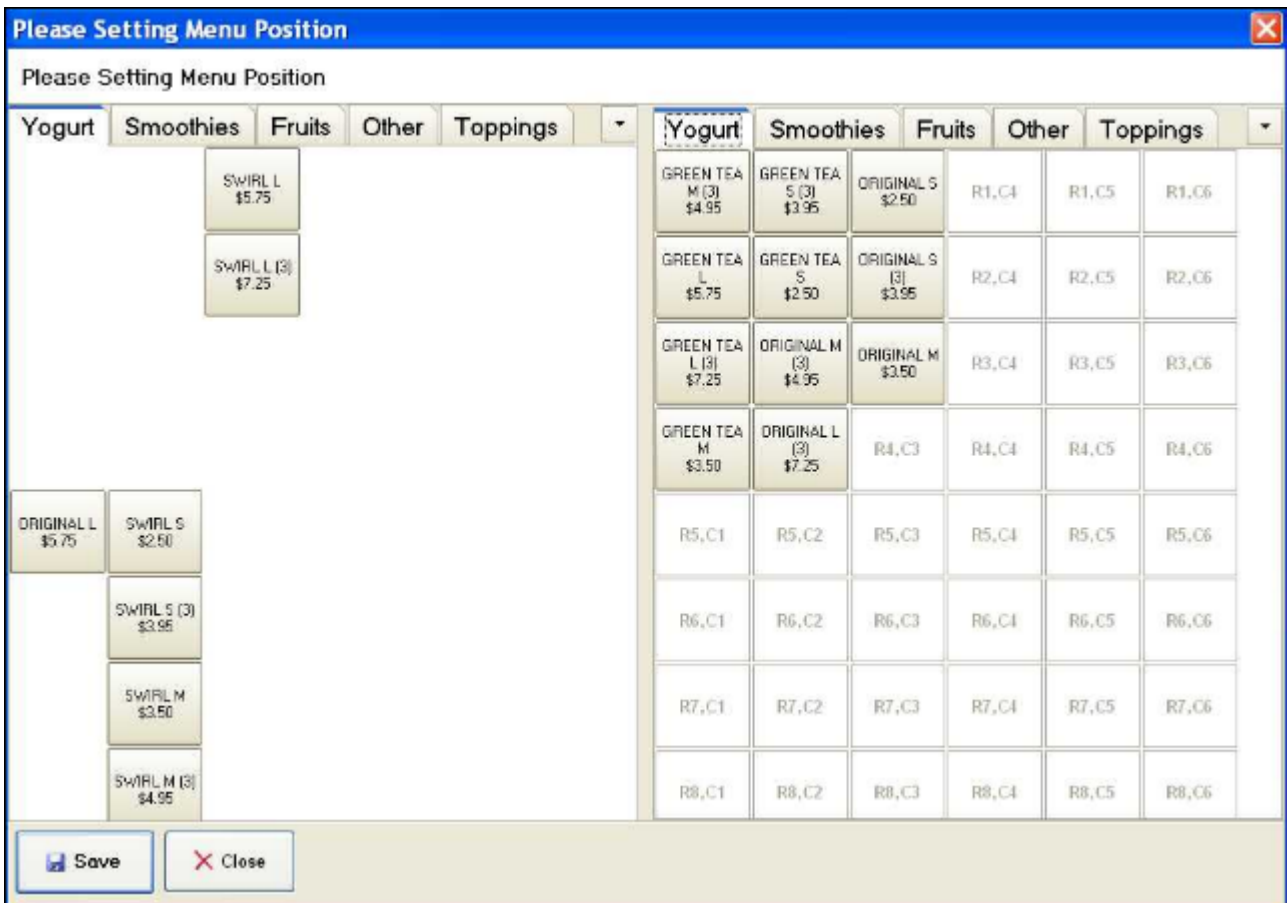 Please Setting Menu Position
Please Setting Menu Position
Yogurt Smoothies Fruits Other Toppings
SWIRL L
$5.75
SWIRL L (3)
$7.25
ORIGINAL L
$5.75
SWIRL S
$2.50
SWIRL S (3)
$3.95
SWIRL M
$3.50
SWIRL M (3)
$4.95
Yogurt Smoothies Fruits Other Toppings
GREEN TEA
M (3)
$4.95
GREEN TEA
S (3)
$3.95
ORIGINAL S
$2.50
R1,C4 R1,C5 R1,C6
GREEN TEA
L
$5.75
GREEN TEA
S
$2.50
ORIGINAL S
(3)
$3.95
R2,C4 R2,C5 R2,C6
GREEN TEA
L (3)
$7.25
ORIGINAL M
(3)
$4.95
ORIGINAL M
$3.50
R3,C4 R3,C5 R3,C6
GREEN TEA
M
$3.50
ORIGINAL L
(3)
$7.25
R4,C3 R4,C4 R4,C5 R4,C6
R5,C1 R5,C2 R5,C3 R5,C4 R5,C5 R5,C6
R6,C1 R6,C2 R6,C3 R6,C4 R6,C5 R6,C6
R7,C1 R7,C2 R7,C3 R7,C4 R7,C5 R7,C6
R8,C1 R8,C2 R8,C3 R8,C4 R8,C5 R8,C6
Save Close